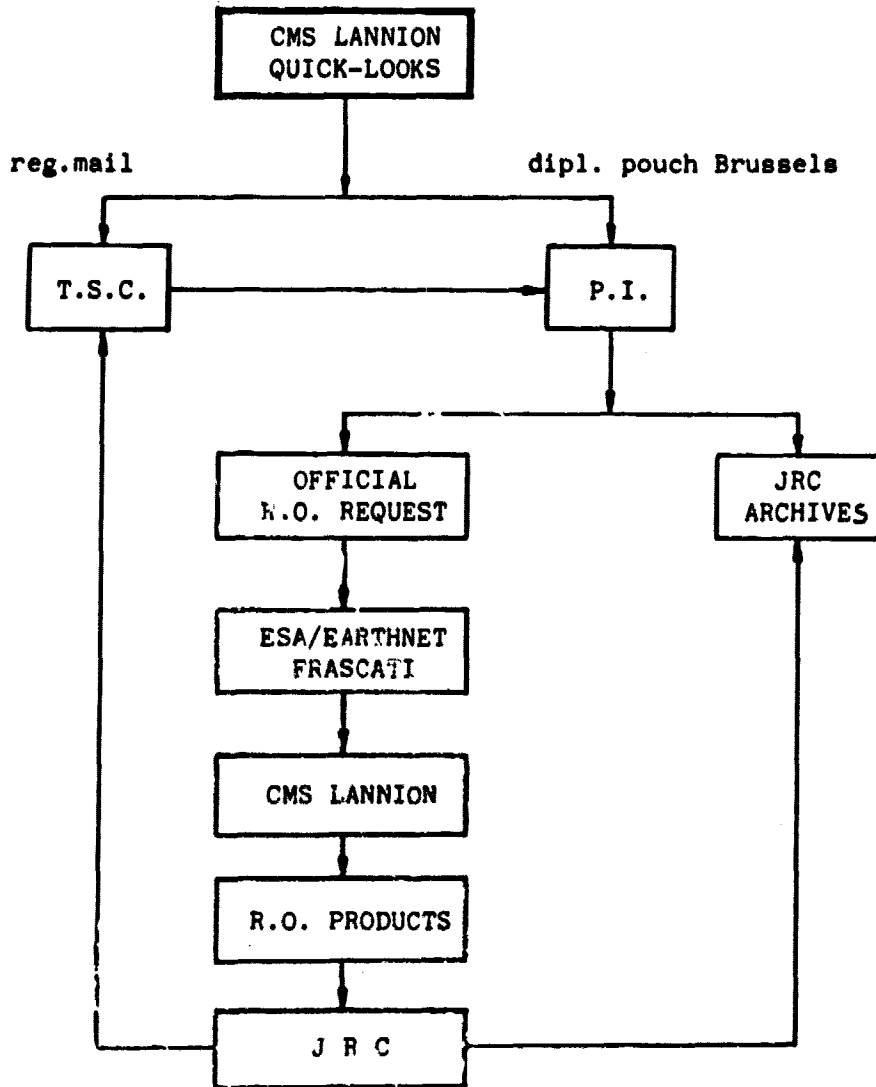 CMS LANNION
QUICK-LOOKS
reg.mail
dipl. pouch Brussels
T.S.C.
P.I.
OFFICIAL
R.O. REQUEST
JRC
ARCHIVES
ESA/EARTHNET
FRASCATI
CMS LANNION
R.O. PRODUCTS
J R C